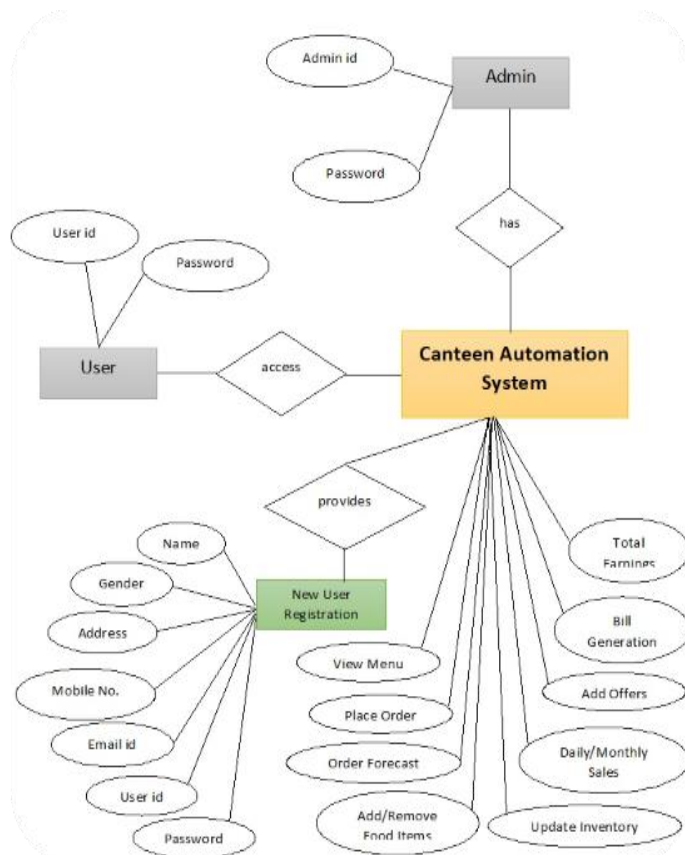 Admin id
Admin
Password
has
User id
Password
User
access
Canteen Automation
System
provides
Name
Gender
Address
Mobile No.
Email id
User id
Password
New User
Registration
View Menu
Place Order
Order Forecast
Add/Remove
Food Items
Total
Earnings
Bill
Generation
Add Offers
Daily/Monthly
Sales
Update Inventory